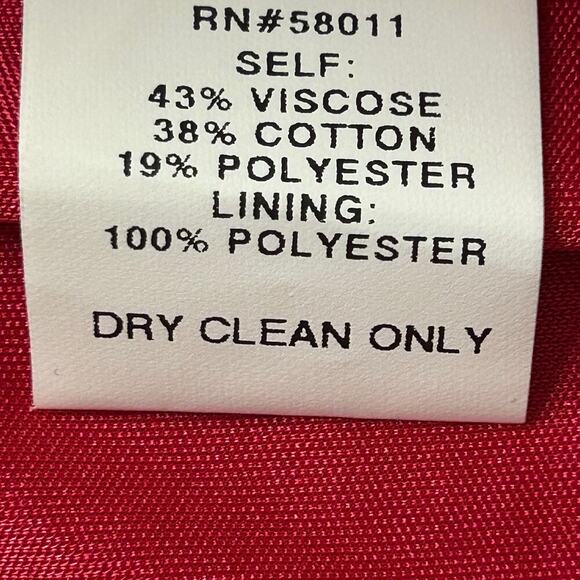 RN#58011
SELF:
43% VISCOSE
38% COTTON
19% POLYESTER
LINING:
100% POLYESTER
DRY CLEAN ONLY